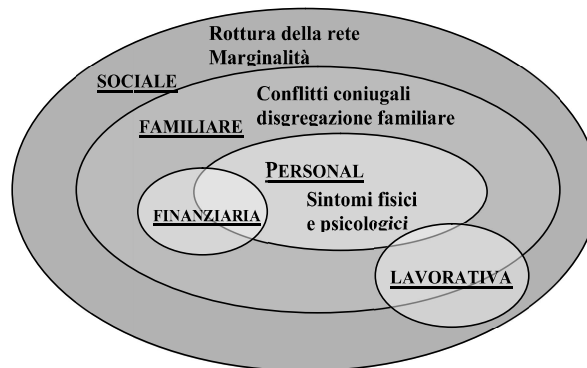 Rottura della rete
Marginalità
SOCIALE
Conflitti coniugali
disgregazione familiare
FAMILIARE
PERSONAL
Sintomi fisici
e psicologici
FINANZIARIA
LAVORATIVA